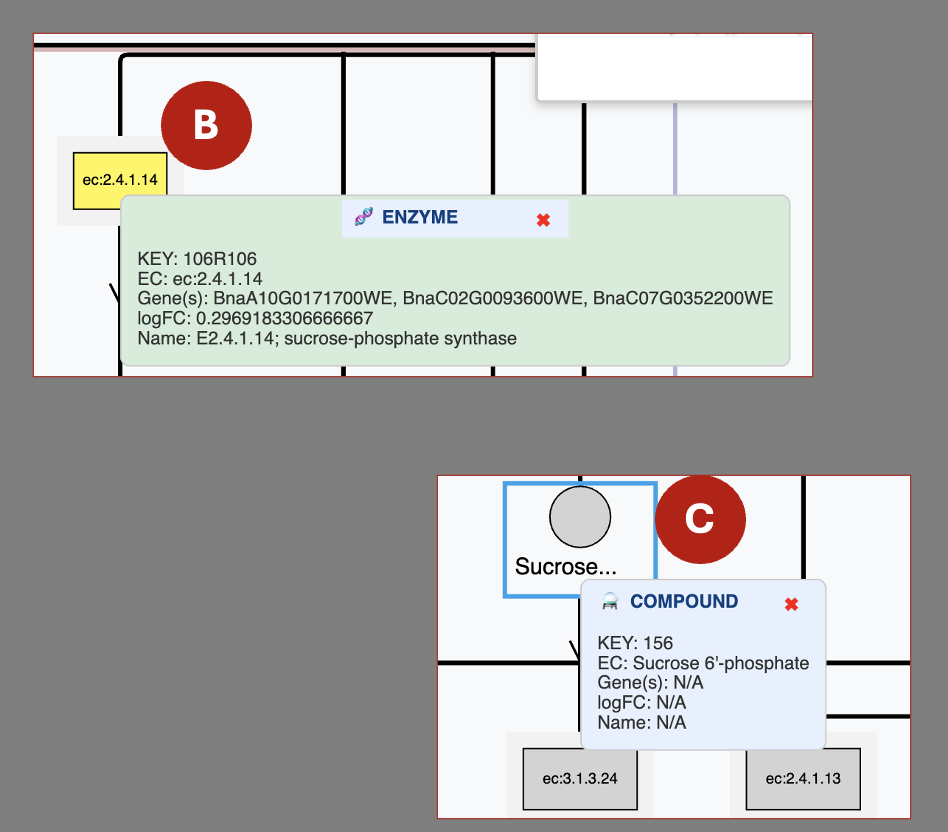 B
ec:2.4.1.14
ENZYME
KEY: 106R106
EC: ec:2.4.1.14
Gene(s): BnaA10G0171700WE, BnaC02G0093600WE, BnaC07G0352200WE
logFC: 0.2969183306666667
Name: E2.4.1.14; sucrose-phosphate synthase
C
Sucrose...
COMPOUND
KEY: 156
EC: Sucrose 6'-phosphate
Gene(s): N/A
logFC: N/A
Name: N/A
ec:3.1.3.24
ec:2.4.1.13